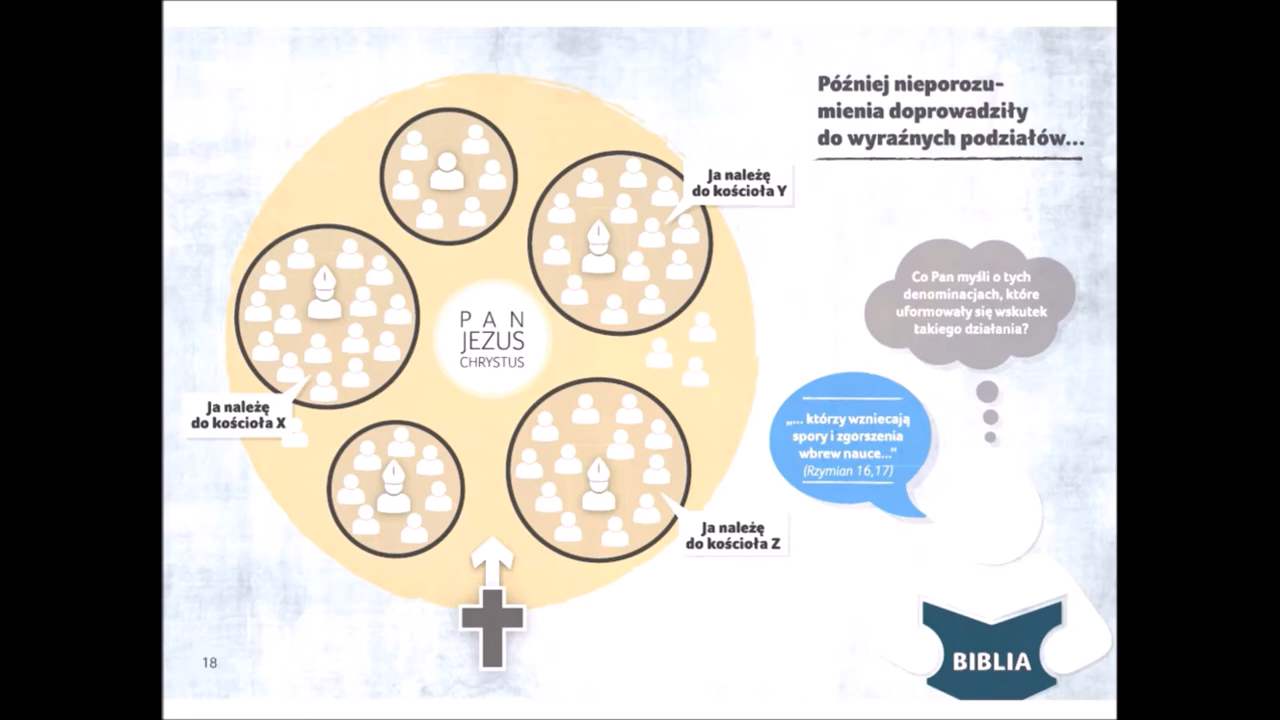 Później nieporozu-
mienia doprowadziły
do wyraźnych podziałów...
Ja należę
do kościoła Y
Co Pan myśli o tych
denominacjach, które
uformowały się wskutek
takiego działania?
PAN
JEZUS
CHRYSTUS
Ja należę
do kościoła X
„... którzy wzniecają
spory i zgorszenia
wbrew nauce...”
(Rzymian 16,17)
Ja należę
do kościoła Z
18
BIBLIA